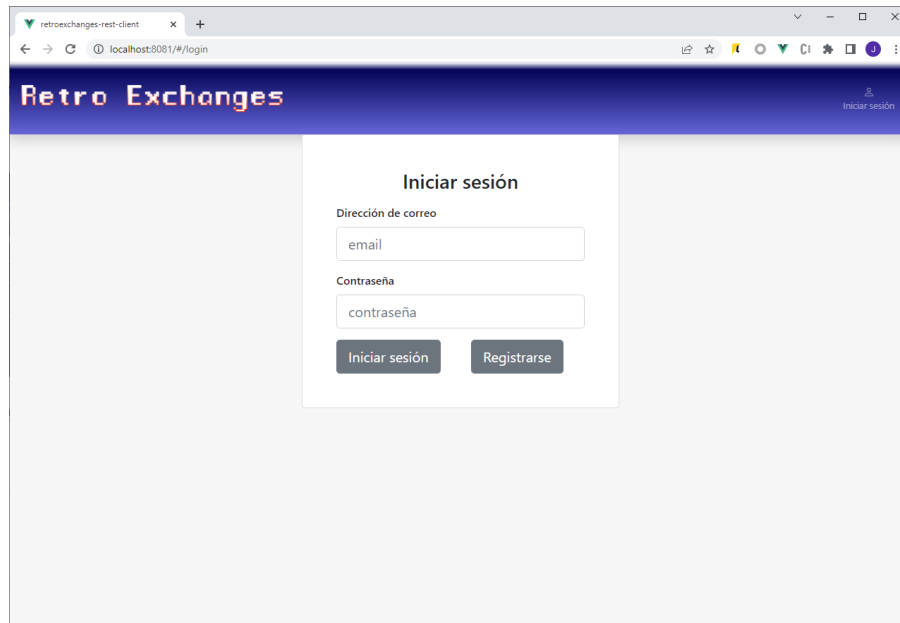 retroexchanges-rest-client
localhost:8081/#/login
J
Retro Exchanges
Iniciar sesión
Iniciar sesión
Dirección de correo
email
Contraseña
contraseña
Iniciar sesión
Registrarse